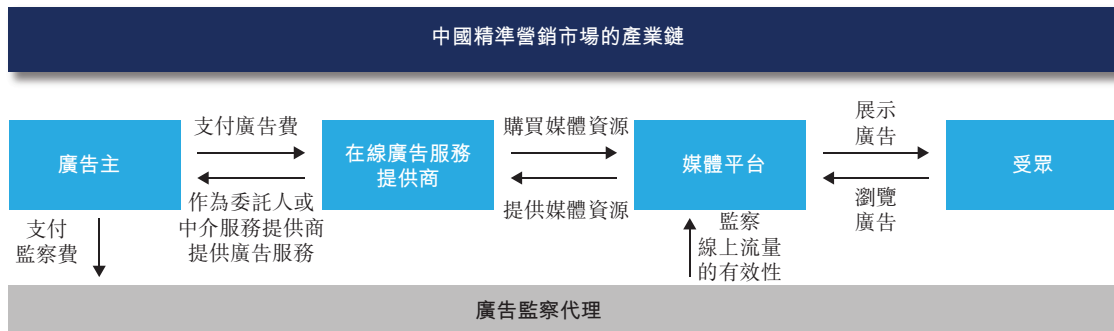 中國精準營銷市場的產業鏈
支付廣告費
購買媒體資源
展示
廣告
廣告主
在線廣告服務
提供商
媒體平台
受眾
作為委託人或
中介服務提供商
提供廣告服務
提供媒體資源
瀏覽
廣告
支付
監察費
監察
線上流量
的有效性
廣告監察代理